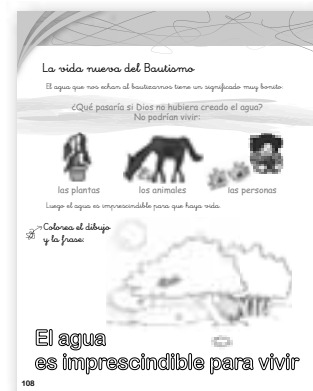 La vida nueva del Bautismo
El agua que nos echan al bautizarnos tiene un significado muy bonito.
¿Qué pasaría si Dios no hubiera creado el agua?
No podrían vivir:
las plantas
los animales
las personas
Luego el agua es imprescindible para que haya vida.
Colorea el dibujo
y la frase:
El agua
es imprescindible para vivir
108